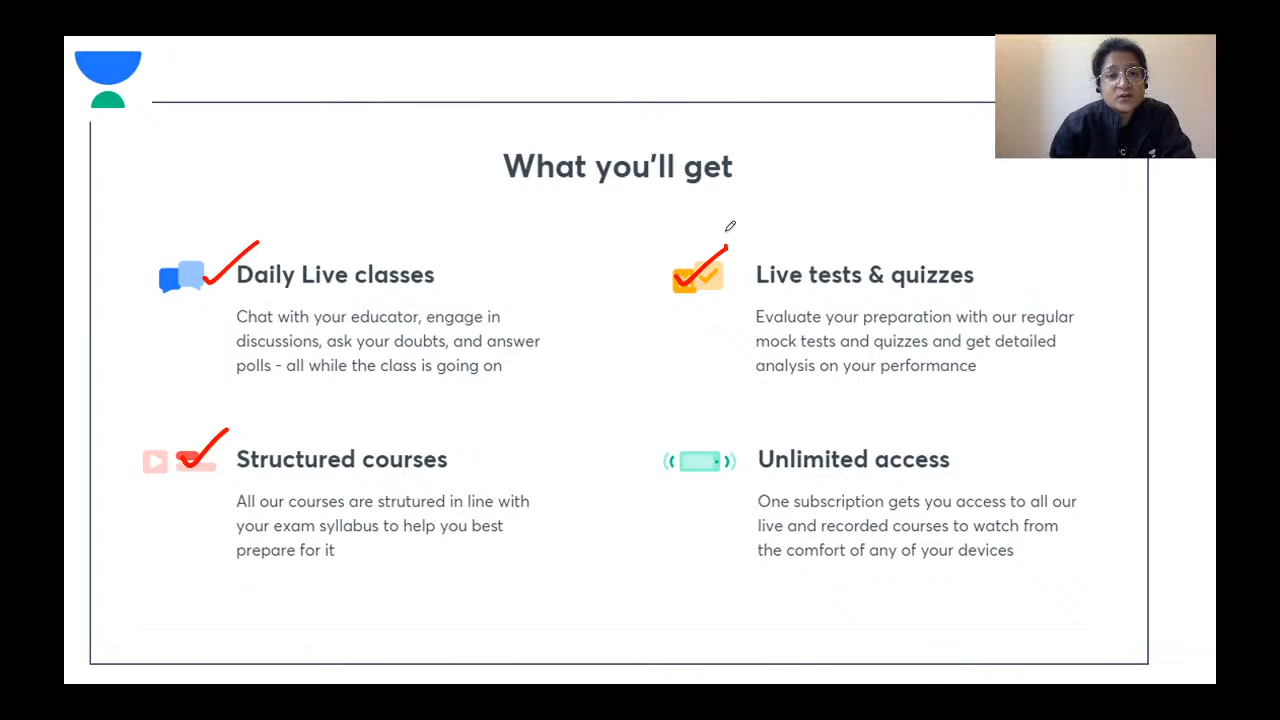 What you'll get
Daily Live classes
Chat with your educator, engage in
discussions, ask your doubts, and answer
polls - all while the class is going on
Live tests & quizzes
Evaluate your preparation with our regular
mock tests and quizzes and get detailed
analysis on your performance
Structured courses
All our courses are strutured in line with
your exam syllabus to help you best
prepare for it
Unlimited access
One subscription gets you access to all our
live and recorded courses to watch from
the comfort of any of your devices